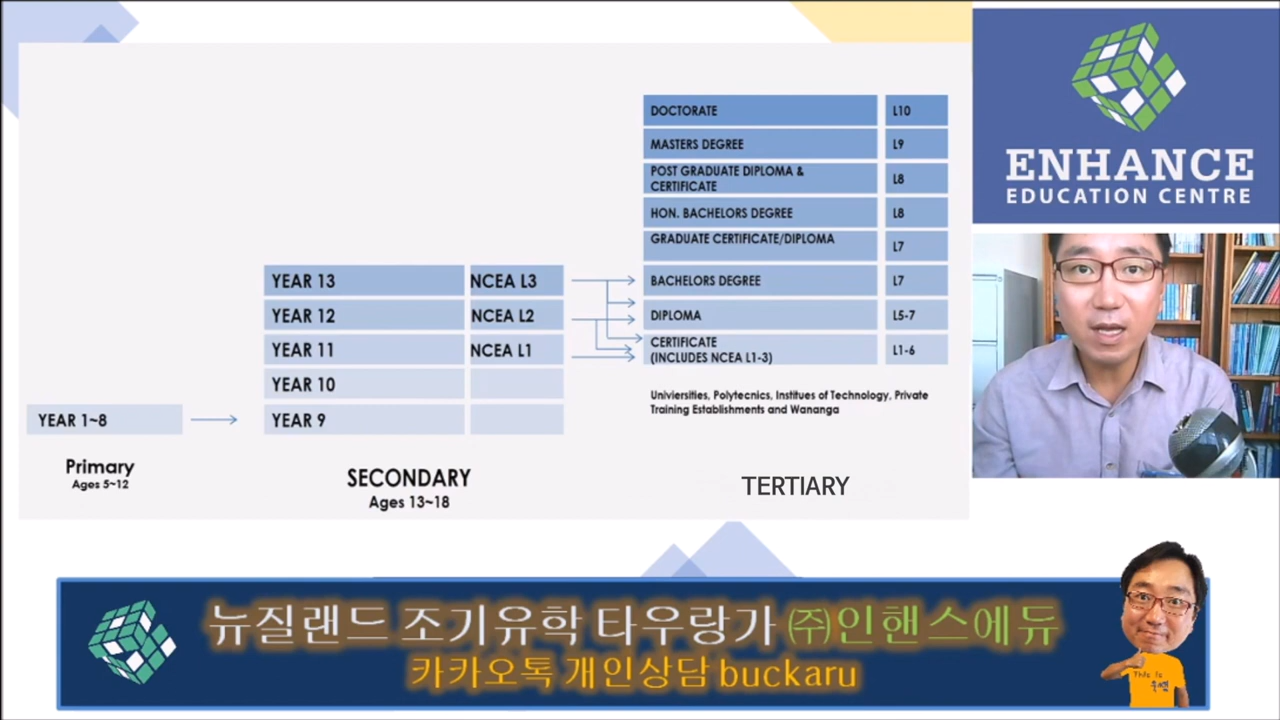 DOCTORATE L10
MASTERS DEGREE L9
POST GRADUATE DIPLOMA &
CERTIFICATE L8
HON. BACHELORS DEGREE L8
GRADUATE CERTIFICATE/DIPLOMA L7
YEAR 13 NCEA L3 BACHELORS DEGREE L7
YEAR 12 NCEA L2 DIPLOMA L5-7
YEAR 11 NCEA L1 CERTIFICATE
(INCLUDES NCEA L1-3) L1-6
YEAR 10
YEAR 1~8 YEAR 9
Univiersities, Polytecnics, Institues of Technology, Private
Training Establishments and Wananga
Primary
Ages 5~12
SECONDARY
Ages 13~18
TERTIARY
ENHANCE
EDUCATION CENTRE
뉴질랜드 조기유학 타우랑가 ㈜인핸스에듀
카카오톡 개인상담 buckaru
This is